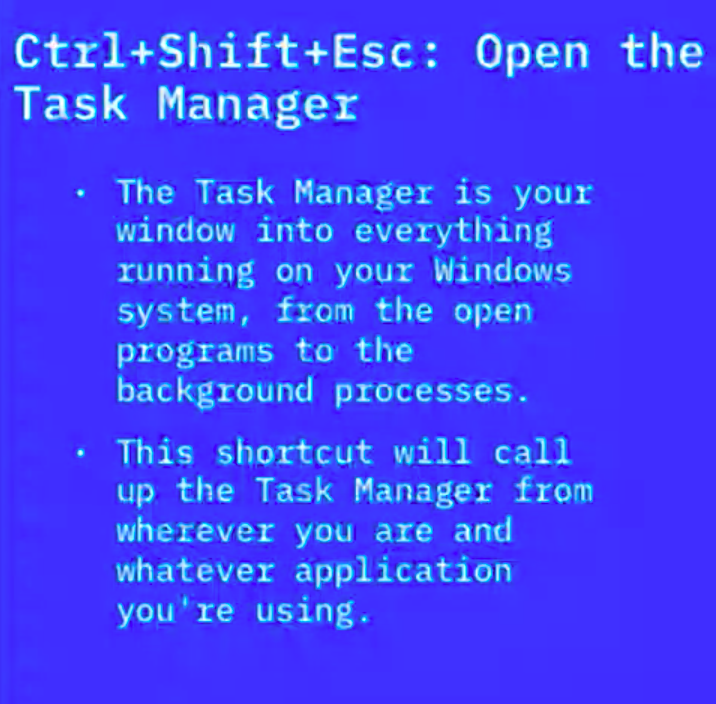 Ctrl+Shift+Esc: Open the
Task Manager
• The Task Manager is your
window into everything
running on your Windows
system, from the open
programs to the
background processes.
• This shortcut will call
up the Task Manager from
wherever you are and
whatever application
you're using.